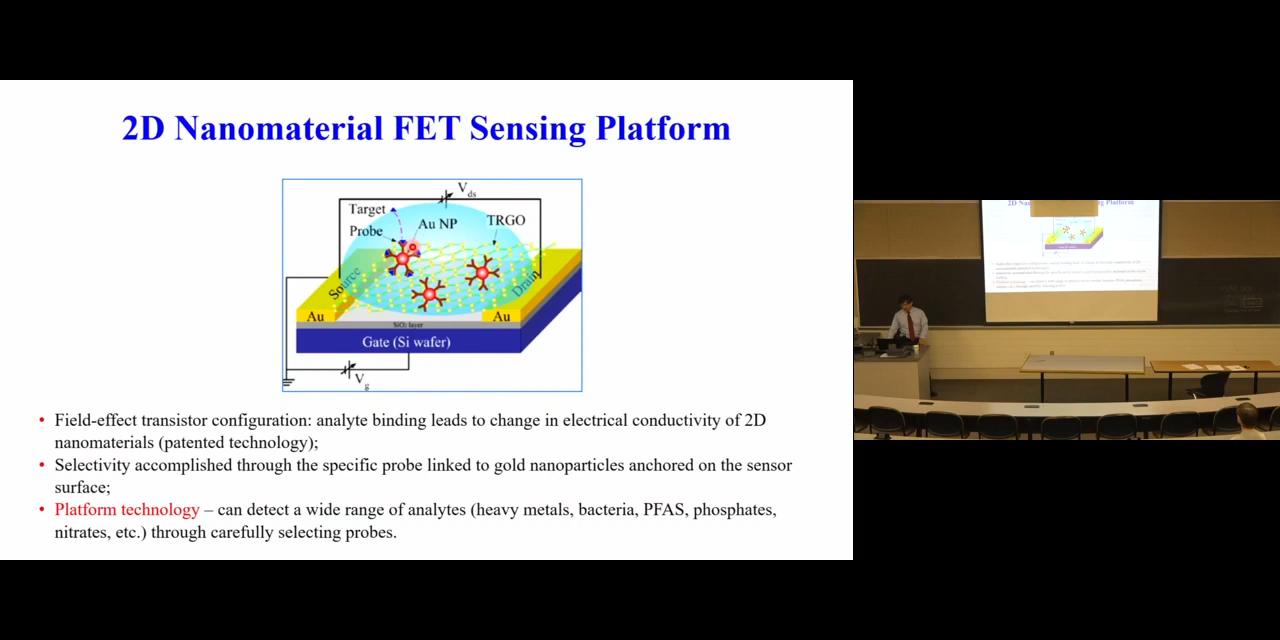 2D Nanomaterial FET Sensing Platform
Vds
Target
Au NP
TRGO
Probe
Source
Drain
Au
Au
SiO2 layer
Gate (Si wafer)
Vg
• Field-effect transistor configuration: analyte binding leads to change in electrical conductivity of 2D
nanomaterials (patented technology);
• Selectivity accomplished through the specific probe linked to gold nanoparticles anchored on the sensor
surface;
• Platform technology – can detect a wide range of analytes (heavy metals, bacteria, PFAS, phosphates,
nitrates, etc.) through carefully selecting probes.